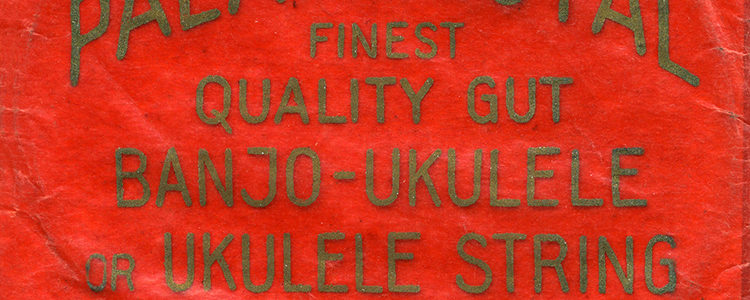 FINEST
QUALITY GUT
BANJO-UKULELE
OR UKULELE STRING